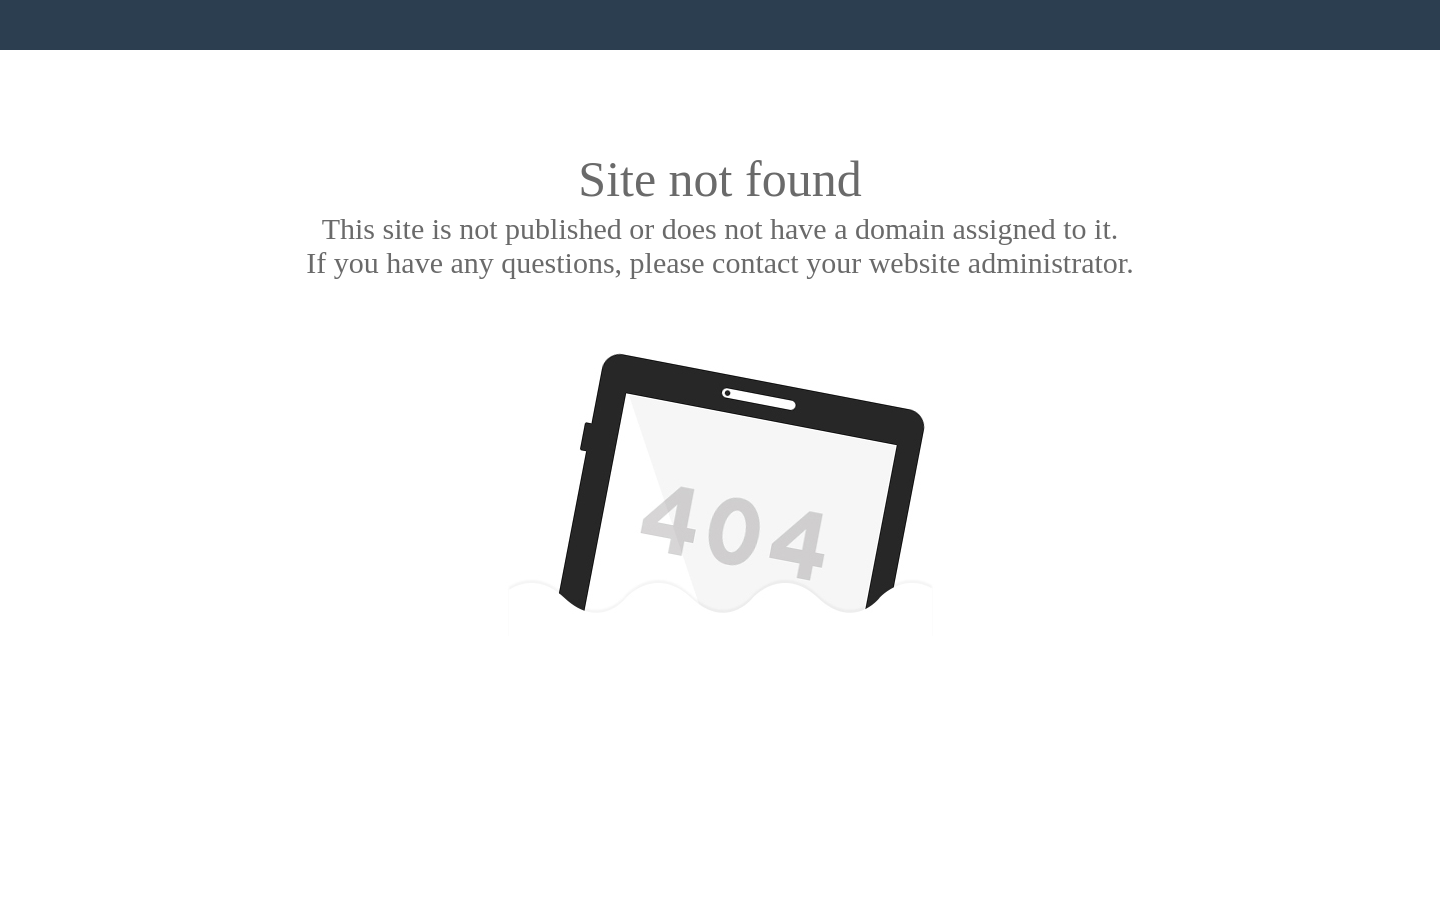 Site not found
This site is not published or does not have a domain assigned to it.
If you have any questions, please contact your website administrator.
404